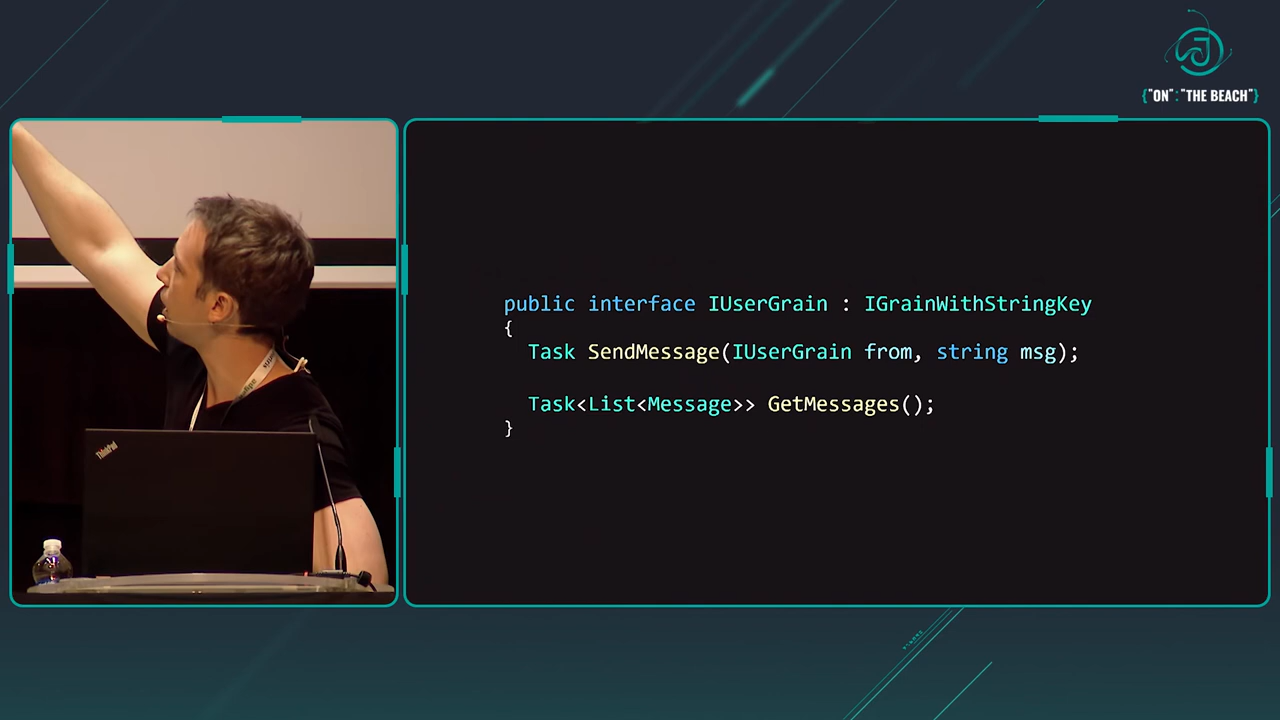 {"ON":"THE BEACH"}
public interface IUserGrain : IGrainWithStringKey
{
Task SendMessage(IUserGrain from, string msg);
Task<List<Message>> GetMessages();
}
ThinkPad